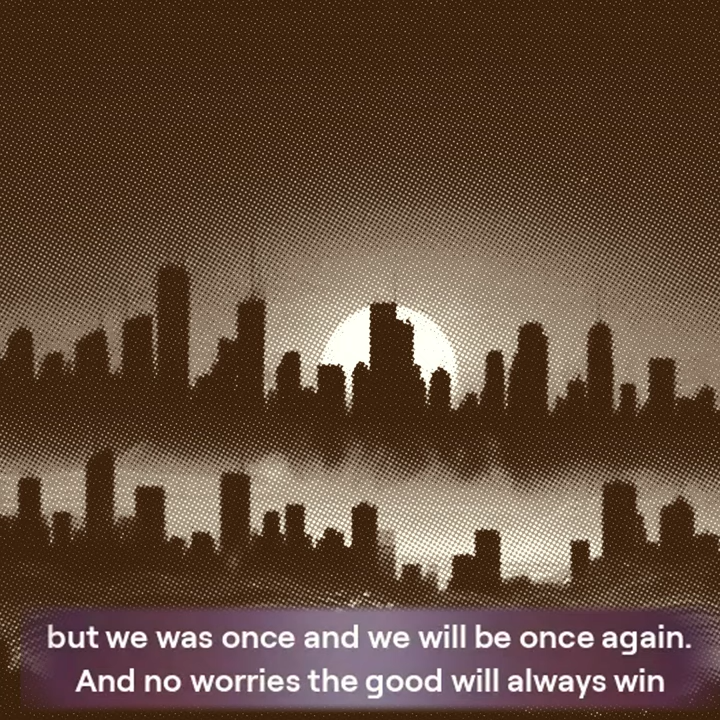 but we was once and we will be once again.
And no worries the good will always win